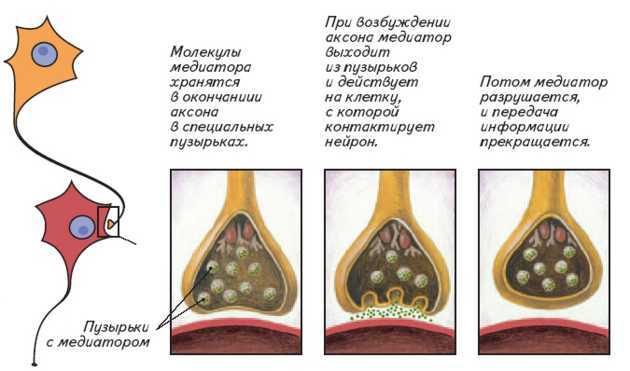 Молекулы
медиатора
хранятся
в окончаниии
аксона
в специальных
пузырьках.
При возбуждении
аксона медиатор
выходит
из пузырьков
и действует
на клетку,
с которой
контактирует
нейрон.
Потом медиатор
разрушается,
и передача
информации
прекращается.
Пузырьки
с медиатором